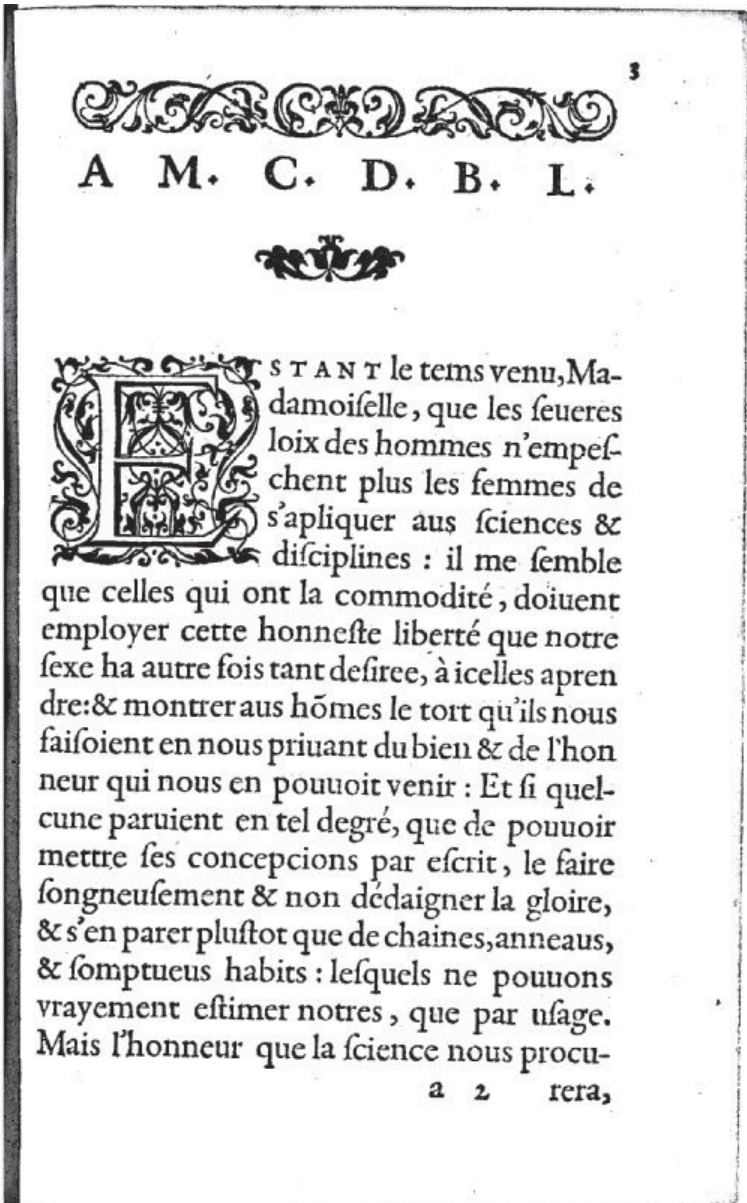 3
A M. C. D. B. L.
ESTANT le tems venu, Ma-
damoiſelle, que les ſeueres
loix des hommes n'empeſ-
chent plus les femmes de
s'apliquer aus ſciences &
diſciplines : il me ſemble
que celles qui ont la commodité, doiuent
employer cette honneſte liberté que notre
ſexe ha autre fois tant deſiree, à icelles apren
dre:& montrer aus hõmes le tort qu'ils nous
faiſoient en nous priuant du bien & de l'hon
neur qui nous en pouuoit venir : Et ſi quel-
cune paruient en tel degré, que de pouuoir
mettre ſes concepcions par eſcrit, le faire
ſongneuſement & non dédaigner la gloire,
& s'en parer pluſtot que de chaines, anneaus,
& ſomptueus habits : leſquels ne pouuons
vrayement eſtimer notres, que par uſage.
Mais l'honneur que la ſcience nous procu-
a 2 rera,